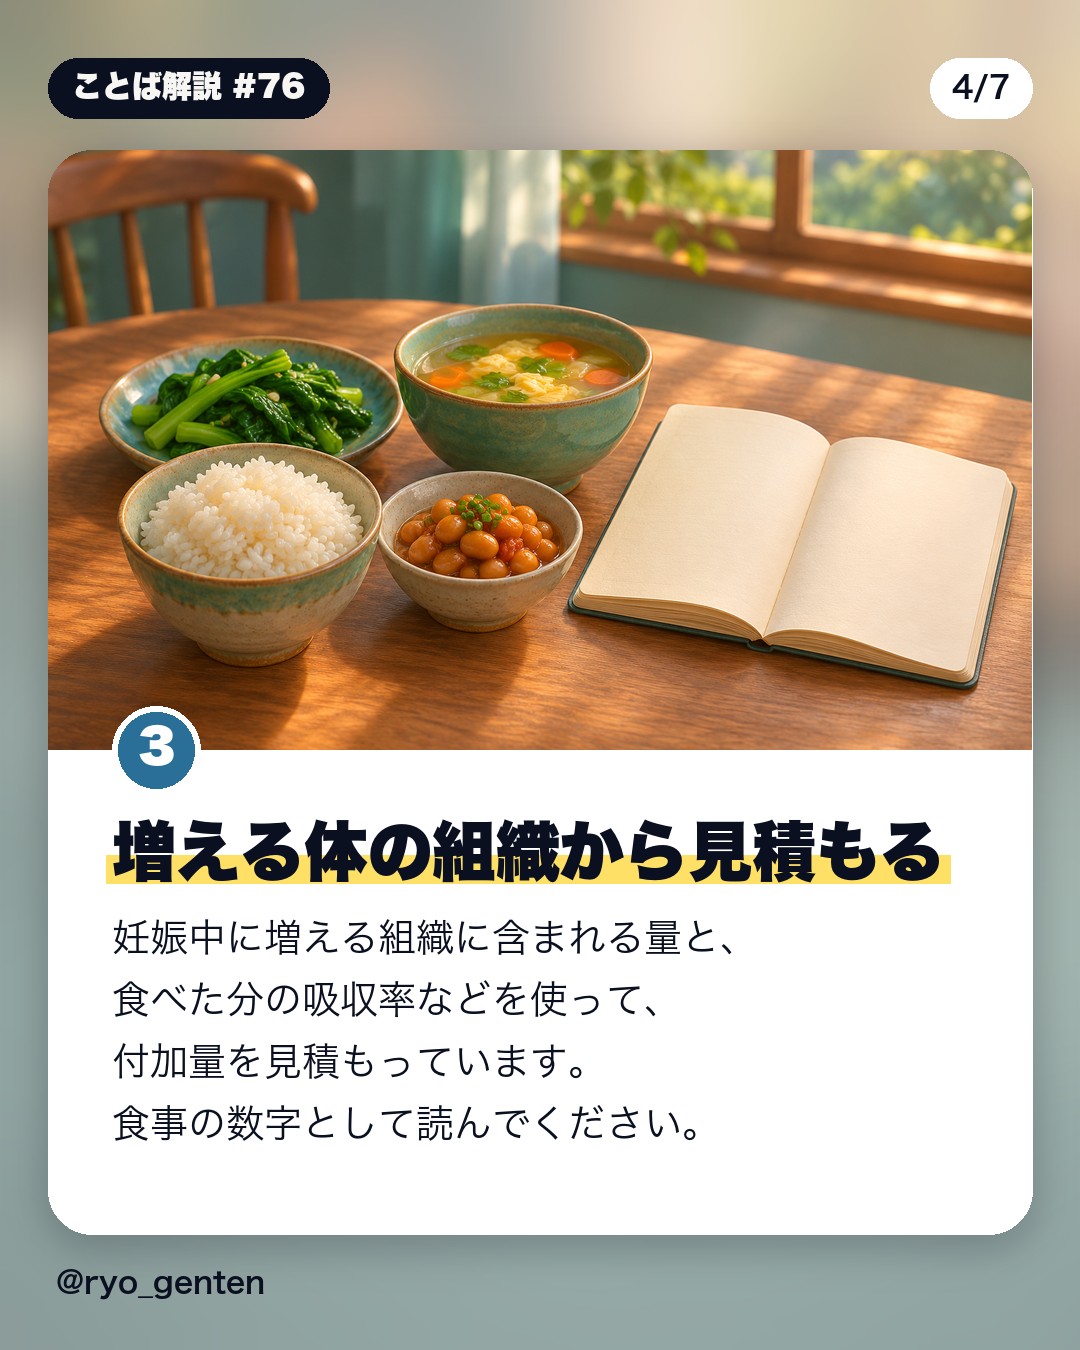 ことば解説 #76
4/7
3
増える体の組織から見積もる
妊娠中に増える組織に含まれる量と、
食べた分の吸収率などを使って、
付加量を見積もっています。
食事の数字として読んでください。
@ryo_genten